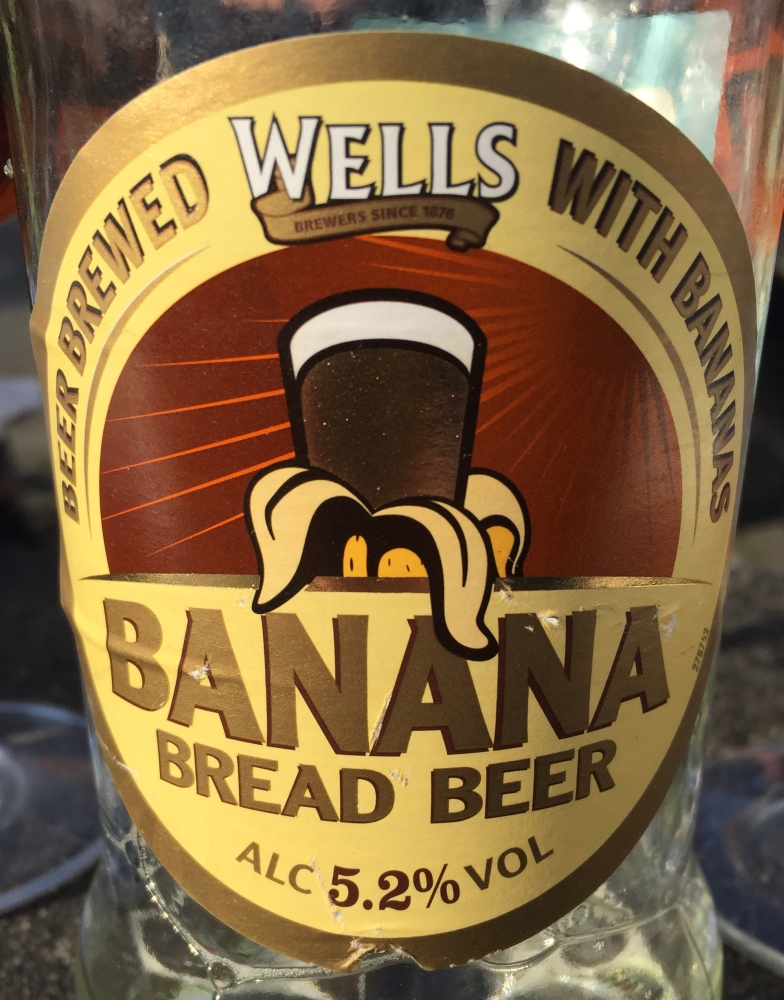 WELLS
BREWERS SINCE 1876
BEER BREWED WITH BANANAS
BANANA
BREAD BEER
ALC 5.2% VOL